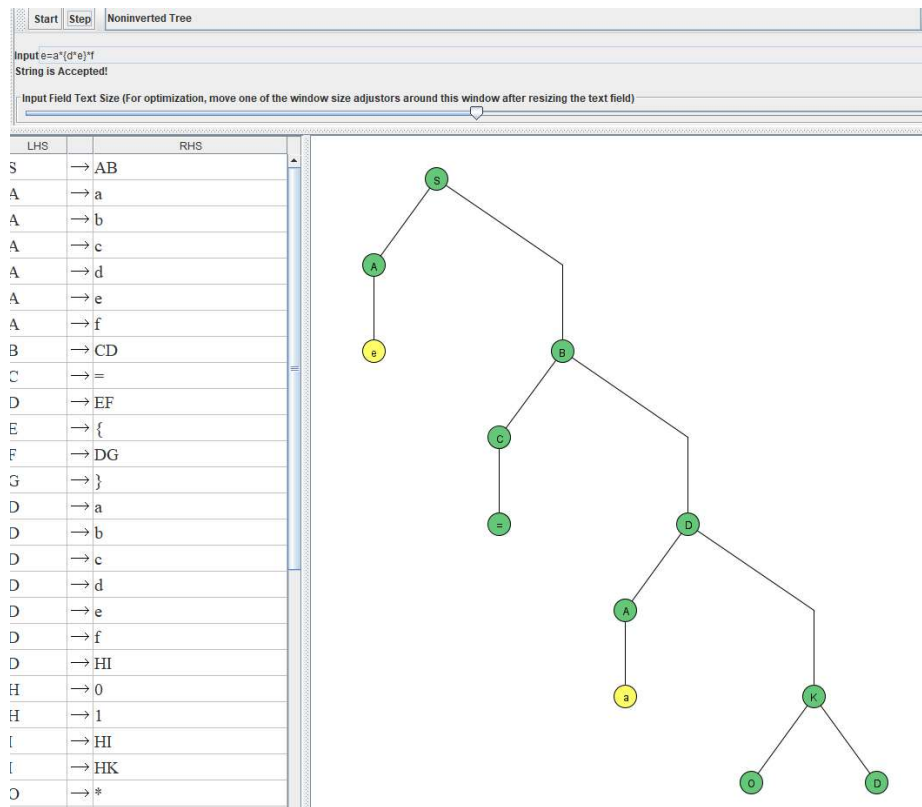 Start Step Noninverted Tree
Input e=a*{d*e}*f
String is Accepted!
Input Field Text Size (For optimization, move one of the window size adjustors around this window after resizing the text field)
LHS RHS
S → AB
A → a
A → b
A → c
A → d
A → e
A → f
B → CD
C → =
D → EF
E → {
F → DG
G → }
D → a
D → b
D → c
D → d
D → e
D → f
D → HI
H → 0
H → 1
I → HI
I → HK
O → *
S
A
e B
C
= D
A
a K
O D